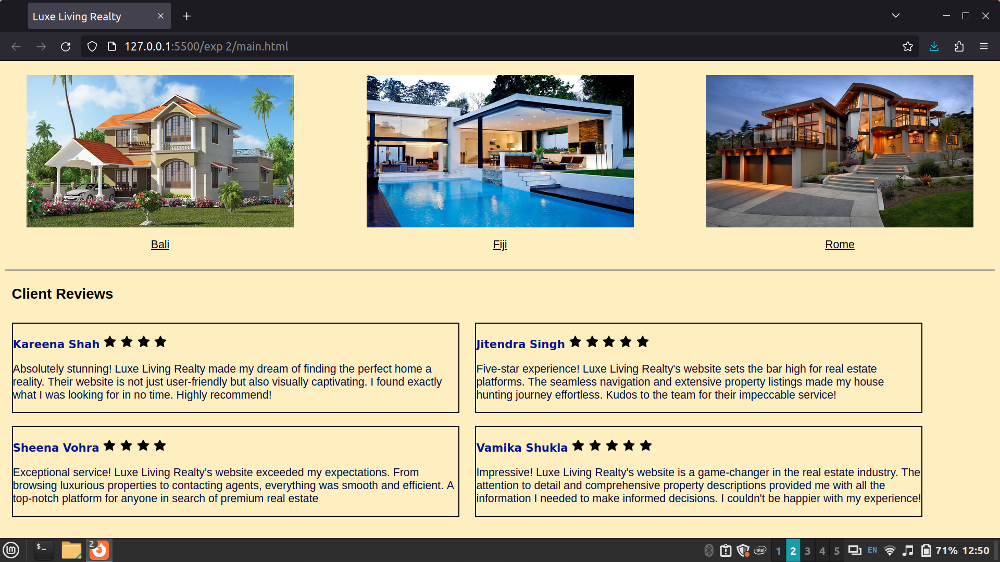 Luxe Living Realty
127.0.0.1:5500/exp 2/main.html
Bali
Fiji
Rome
Client Reviews
Kareena Shah
Absolutely stunning! Luxe Living Realty made my dream of finding the perfect home a
reality. Their website is not just user-friendly but also visually captivating. I found exactly
what I was looking for in no time. Highly recommend!
Jitendra Singh
Five-star experience! Luxe Living Realty's website sets the bar high for real estate
platforms. The seamless navigation and extensive property listings made my house
hunting journey effortless. Kudos to the team for their impeccable service!
Sheena Vohra
Exceptional service! Luxe Living Realty's website exceeded my expectations. From
browsing luxurious properties to contacting agents, everything was smooth and efficient. A
top-notch platform for anyone in search of premium real estate
Vamika Shukla
Impressive! Luxe Living Realty's website is a game-changer in the real estate industry. The
attention to detail and comprehensive property descriptions provided me with all the
information I needed to make informed decisions. I couldn't be happier with my experience!
$_ 2 intel 1 2 3 4 5 EN 71% 12:50